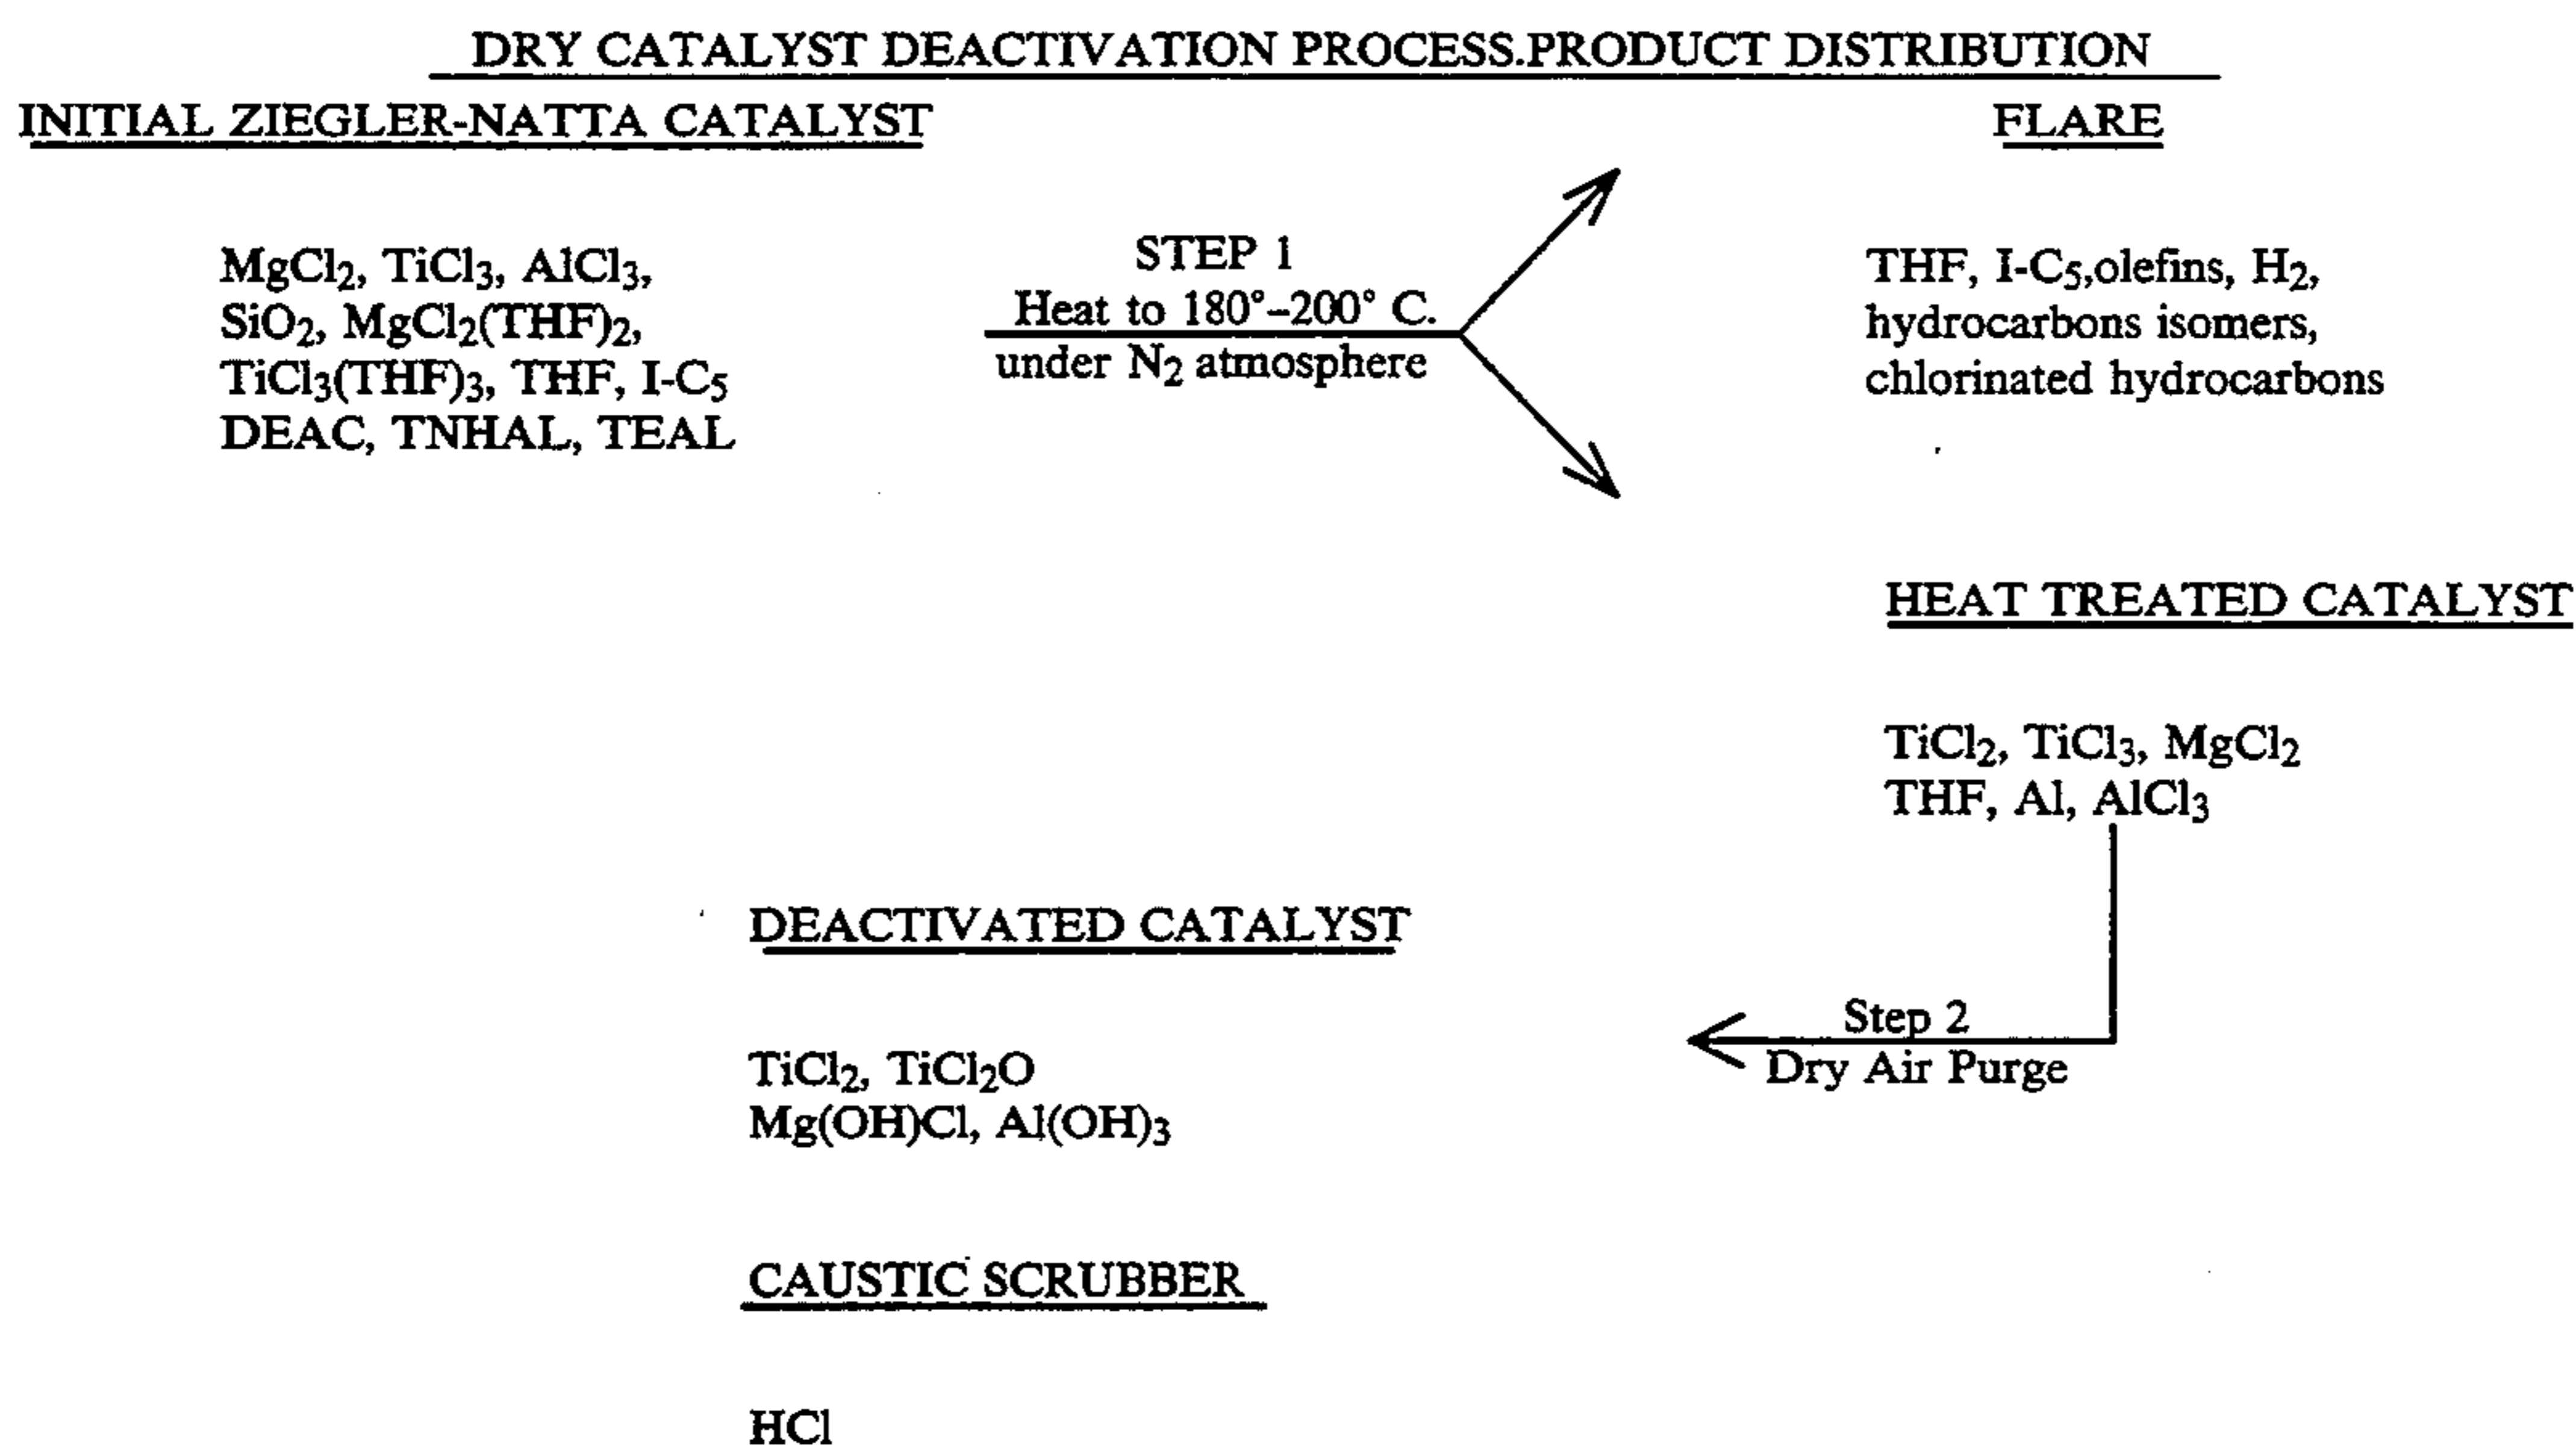 DRY CATALYST DEACTIVATION PROCESS.PRODUCT DISTRIBUTION
INITIAL ZIEGLER-NATTA CATALYST
FLARE
MgCl2, TiCl3, AlCl3,
SiO2, MgCl2(THF)2,
TiCl3(THF)3, THF, I-C5
DEAC, TNHAL, TEAL
STEP 1
Heat to 180°–200° C.
under N2 atmosphere
THF, I-C5,olefins, H2,
hydrocarbons isomers,
chlorinated hydrocarbons
HEAT TREATED CATALYST
TiCl2, TiCl3, MgCl2
THF, Al, AlCl3
Step 2
Dry Air Purge
DEACTIVATED CATALYST
TiCl2, TiCl2O
Mg(OH)Cl, Al(OH)3
CAUSTIC SCRUBBER
HCl